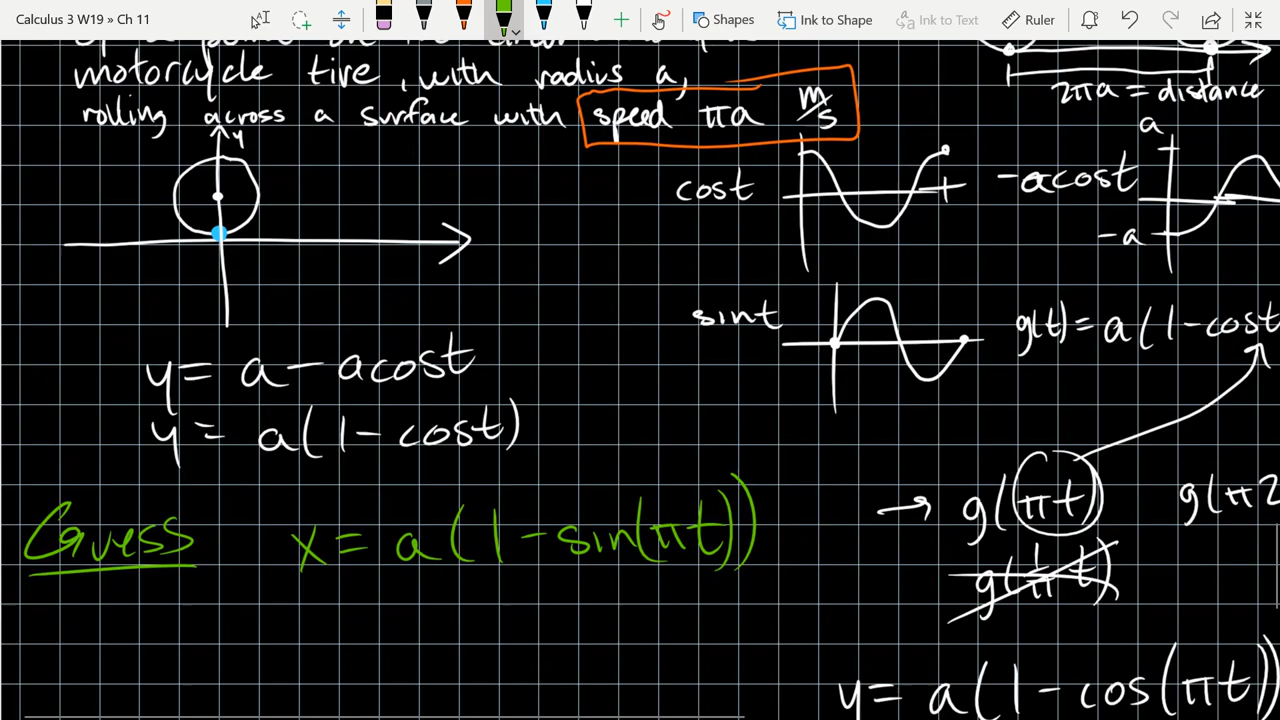 Calculus 3 W19 » Ch 11
Shapes
Ink to Shape
Ink to Text
Ruler
motorcycle tire, with radius a,
rolling across a surface with speed πa m/s
y
2πa = distance
cost
-acost
a
-a
sint
g(t) = a(1-cost
y = a - acost
y = a(1-cost)
→ g(πt)
g(π2
g(1/π t)
Guess x = a(1-sin(πt))
y = a(1-cos(πt))